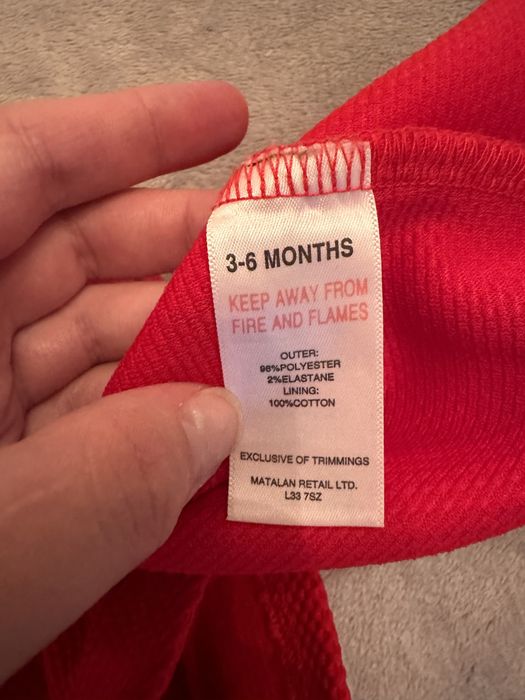 3-6 MONTHS
KEEP AWAY FROM
FIRE AND FLAMES
OUTER:
98%POLYESTER
2%ELASTANE
LINING:
100%COTTON
EXCLUSIVE OF TRIMMINGS
MATALAN RETAIL LTD.
L33 7SZ